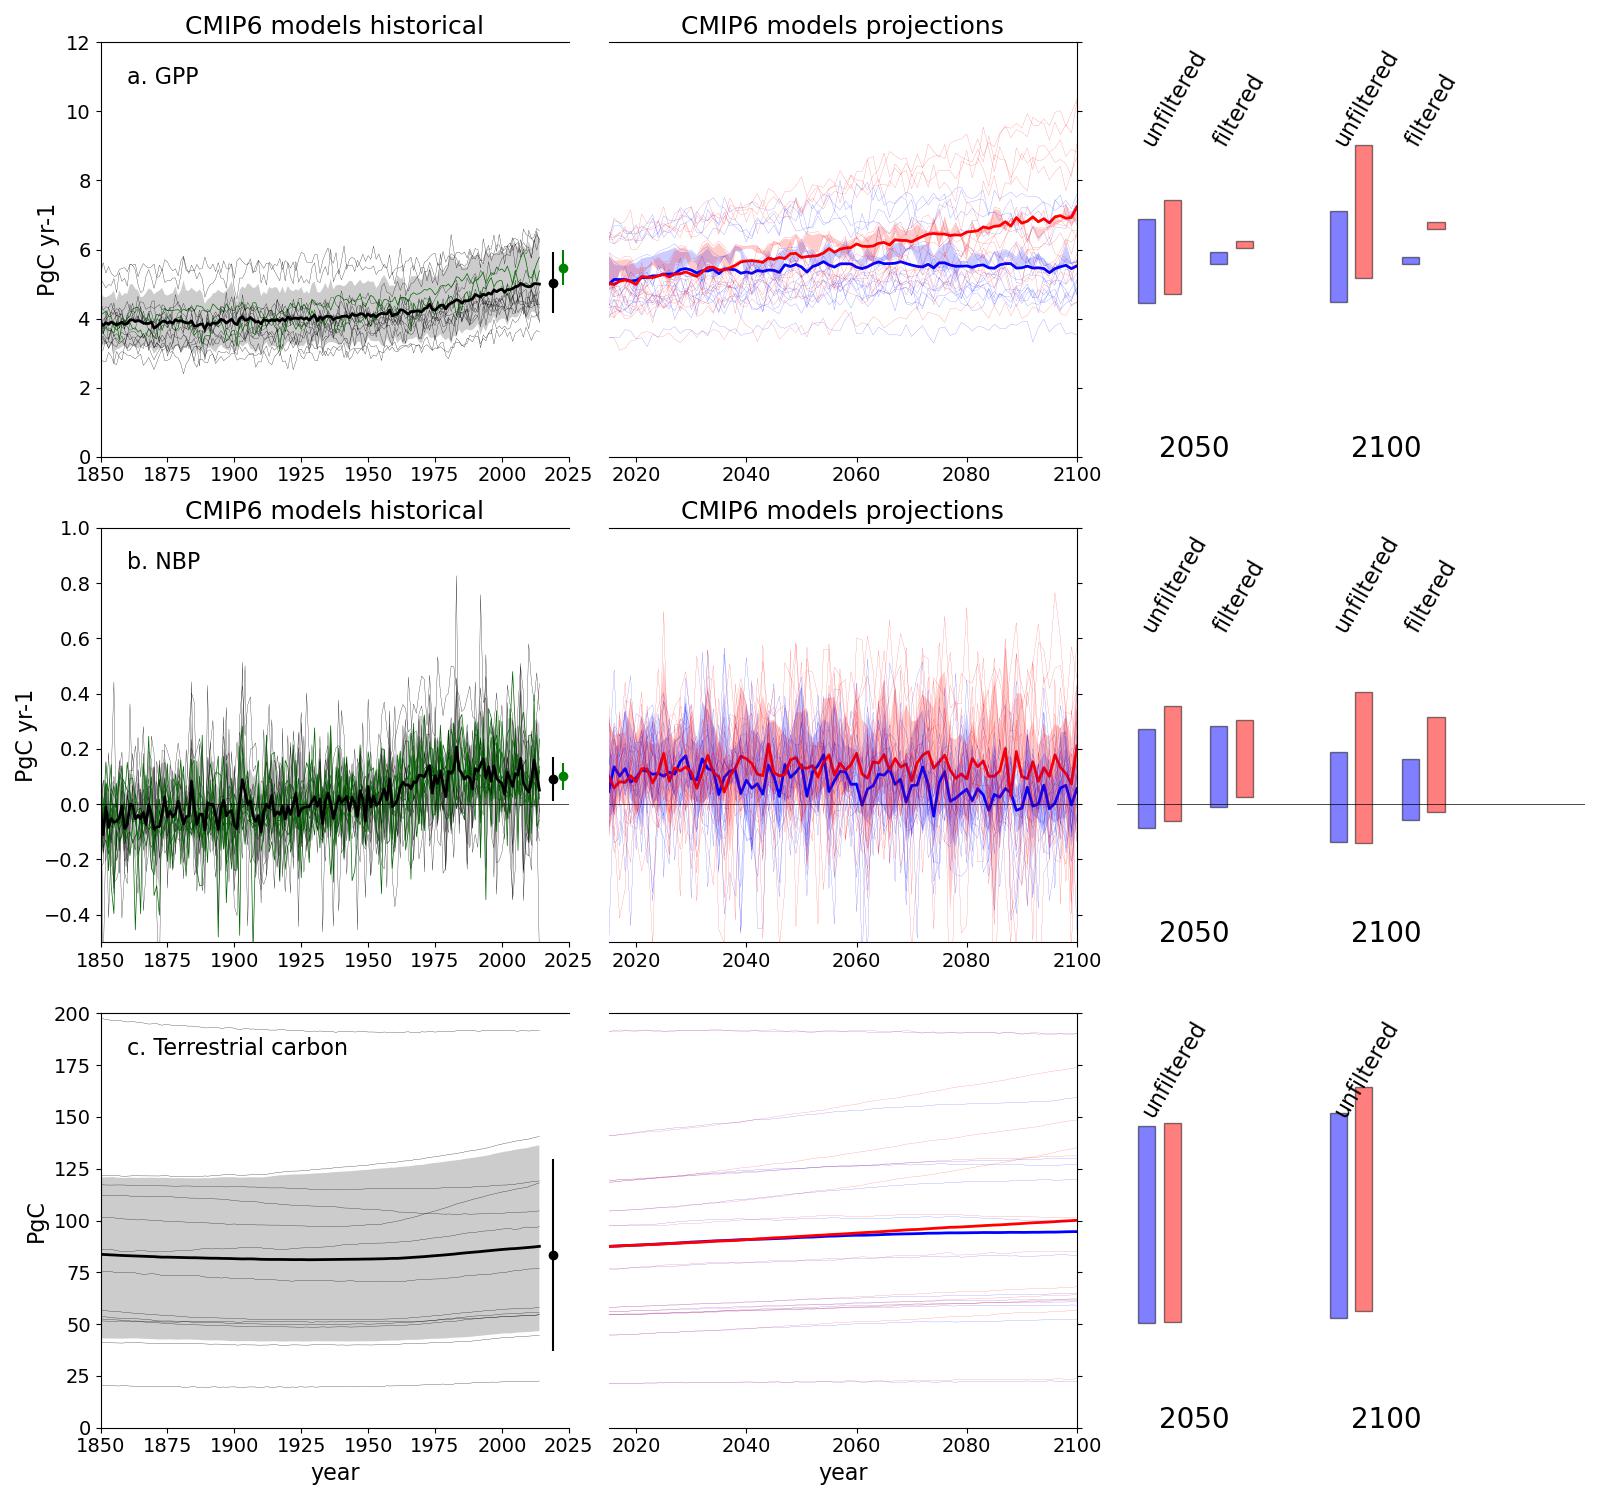 CMIP6 models historical
CMIP6 models projections
12
10
8
6
4
2
0
PgC yr-1
a. GPP
1850 1875 1900 1925 1950 1975 2000 2025
2020 2040 2060 2080 2100
unfiltered
filtered
unfiltered
filtered
2050
2100
CMIP6 models historical
CMIP6 models projections
1.0
0.8
0.6
0.4
0.2
0.0
−0.2
−0.4
PgC yr-1
b. NBP
1850 1875 1900 1925 1950 1975 2000 2025
2020 2040 2060 2080 2100
unfiltered
filtered
unfiltered
filtered
2050
2100
200
175
150
125
100
75
50
25
0
PgC
c. Terrestrial carbon
1850 1875 1900 1925 1950 1975 2000 2025
year
2020 2040 2060 2080 2100
year
unfiltered
unfiltered
2050
2100